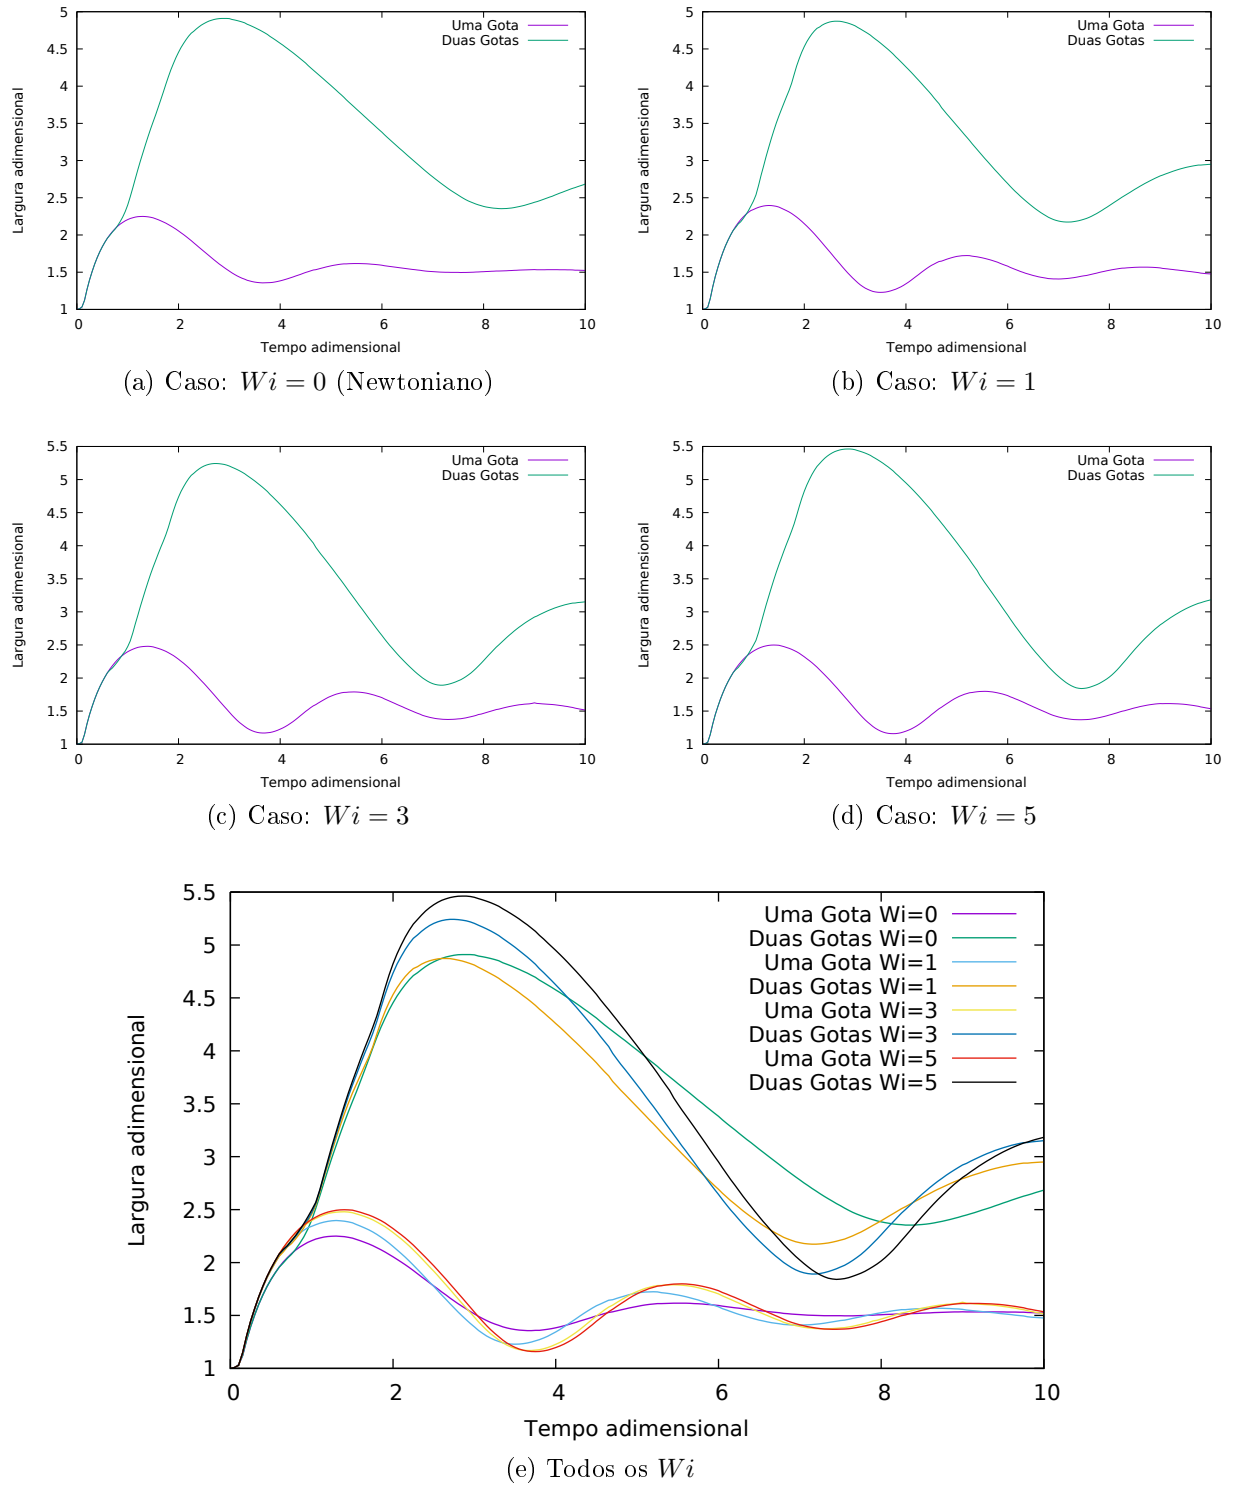 Largura adimensional
5
4.5
4
3.5
3
2.5
2
1.5
1
Uma Gota
Duas Gotas
0 2 4 6 8 10
Tempo adimensional
(a) Caso: Wi = 0 (Newtoniano)
Largura adimensional
5
4.5
4
3.5
3
2.5
2
1.5
1
Uma Gota
Duas Gotas
0 2 4 6 8 10
Tempo adimensional
(b) Caso: Wi = 1
Largura adimensional
5.5
5
4.5
4
3.5
3
2.5
2
1.5
1
Uma Gota
Duas Gotas
0 2 4 6 8 10
Tempo adimensional
(c) Caso: Wi = 3
Largura adimensional
5.5
5
4.5
4
3.5
3
2.5
2
1.5
1
Uma Gota
Duas Gotas
0 2 4 6 8 10
Tempo adimensional
(d) Caso: Wi = 5
Largura adimensional
5.5
5
4.5
4
3.5
3
2.5
2
1.5
1
Uma Gota Wi=0
Duas Gotas Wi=0
Uma Gota Wi=1
Duas Gotas Wi=1
Uma Gota Wi=3
Duas Gotas Wi=3
Uma Gota Wi=5
Duas Gotas Wi=5
0 2 4 6 8 10
Tempo adimensional
(e) Todos os Wi